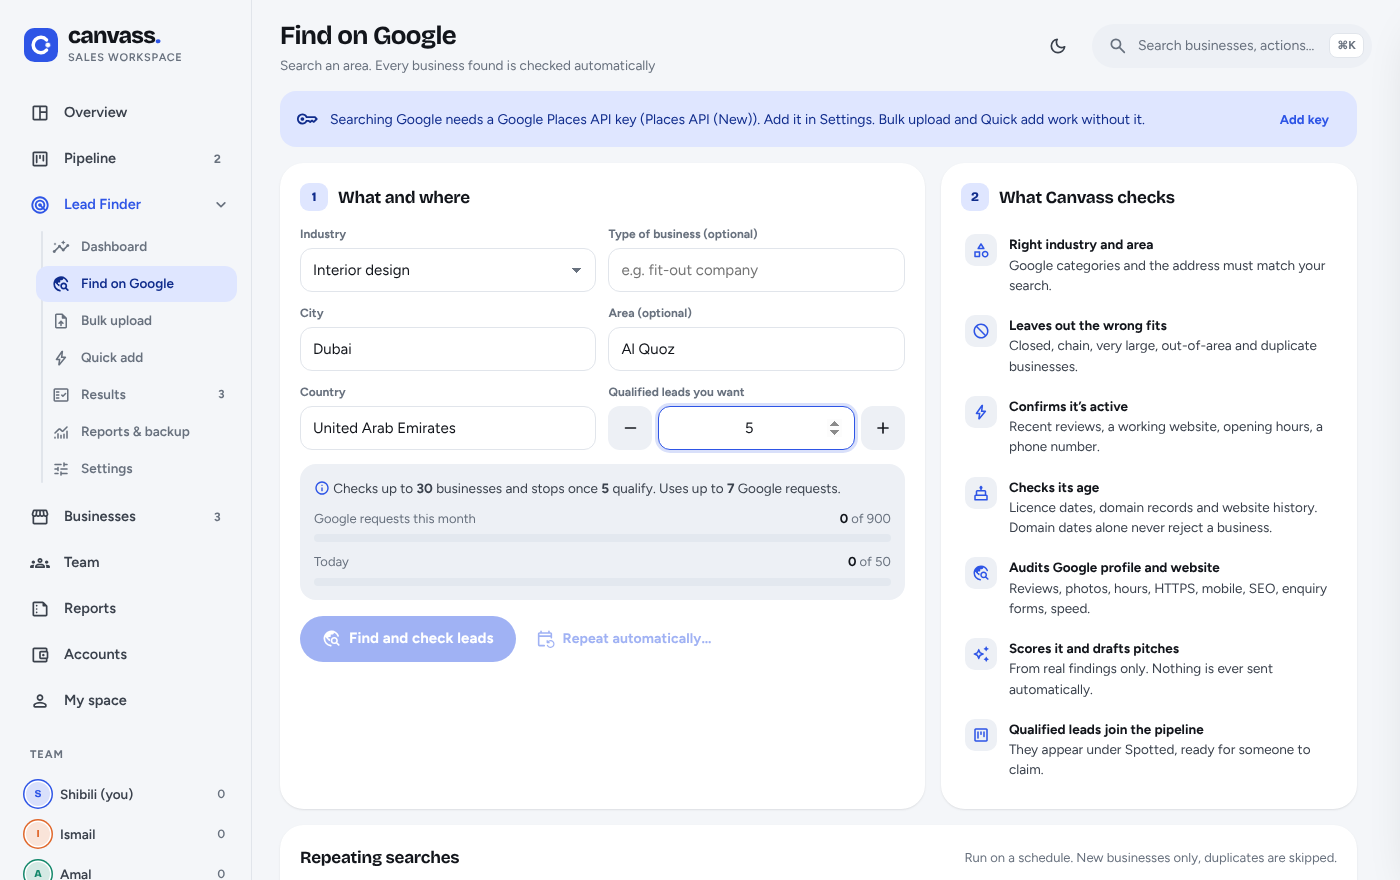 canvass.
SALES WORKSPACE
Overview
Pipeline 2
Lead Finder
Dashboard
Find on Google
Bulk upload
Quick add
Results 3
Reports & backup
Settings
Businesses 3
Team
Reports
Accounts
My space
TEAM
S Shibili (you) 0
I Ismail 0
A Amal 0
Find on Google
Search an area. Every business found is checked automatically
Search businesses, actions... ⌘K
Searching Google needs a Google Places API key (Places API (New)). Add it in Settings. Bulk upload and Quick add work without it.
Add key
1 What and where
Industry
Interior design
Type of business (optional)
e.g. fit-out company
City
Dubai
Area (optional)
Al Quoz
Country
United Arab Emirates
Qualified leads you want
− 5 +
Checks up to 30 businesses and stops once 5 qualify. Uses up to 7 Google requests.
Google requests this month 0 of 900
Today 0 of 50
Find and check leads
Repeat automatically...
2 What Canvass checks
Right industry and area
Google categories and the address must match your
search.
Leaves out the wrong fits
Closed, chain, very large, out-of-area and duplicate
businesses.
Confirms it's active
Recent reviews, a working website, opening hours, a
phone number.
Checks its age
Licence dates, domain records and website history.
Domain dates alone never reject a business.
Audits Google profile and website
Reviews, photos, hours, HTTPS, mobile, SEO, enquiry
forms, speed.
Scores it and drafts pitches
From real findings only. Nothing is ever sent
automatically.
Qualified leads join the pipeline
They appear under Spotted, ready for someone to
claim.
Repeating searches
Run on a schedule. New businesses only, duplicates are skipped.